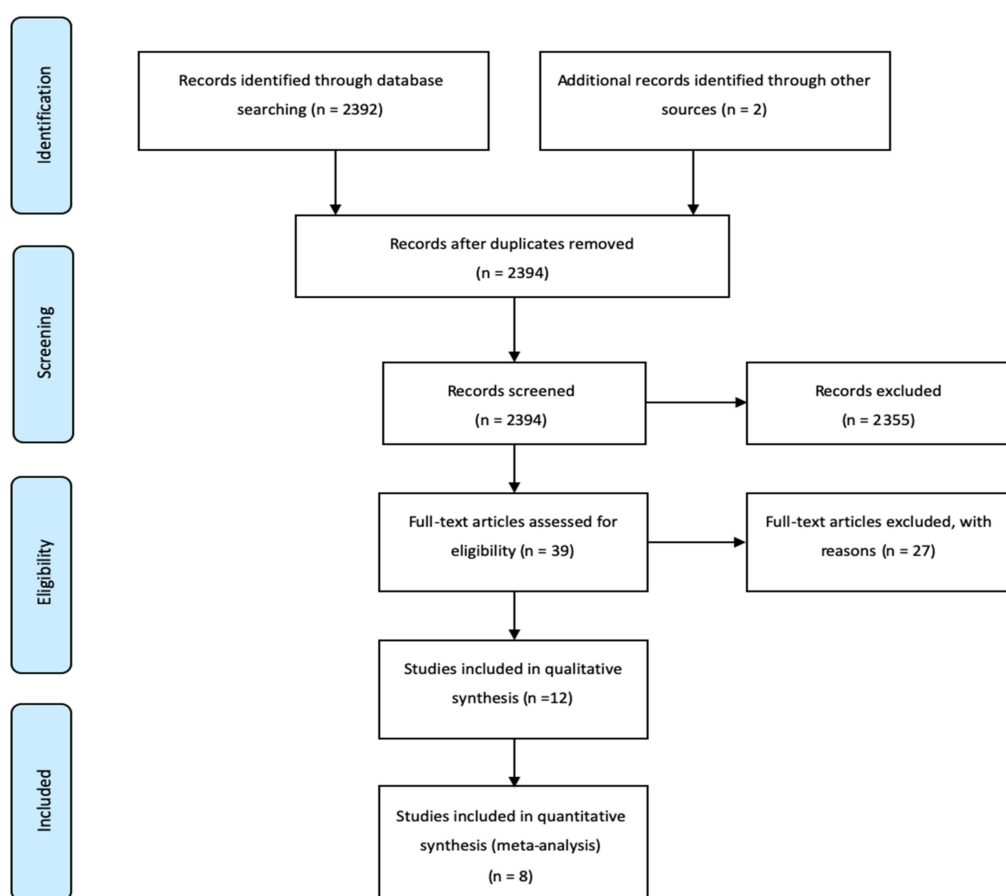 Identification
Records identified through database
searching (n = 2392)
Additional records identified through other
sources (n = 2)
Records after duplicates removed
(n = 2394)
Screening
Records screened
(n = 2394)
Records excluded
(n = 2355)
Eligibility
Full-text articles assessed for
eligibility (n = 39)
Full-text articles excluded, with
reasons (n = 27)
Studies included in qualitative
synthesis (n =12)
Included
Studies included in quantitative
synthesis (meta-analysis)
(n = 8)